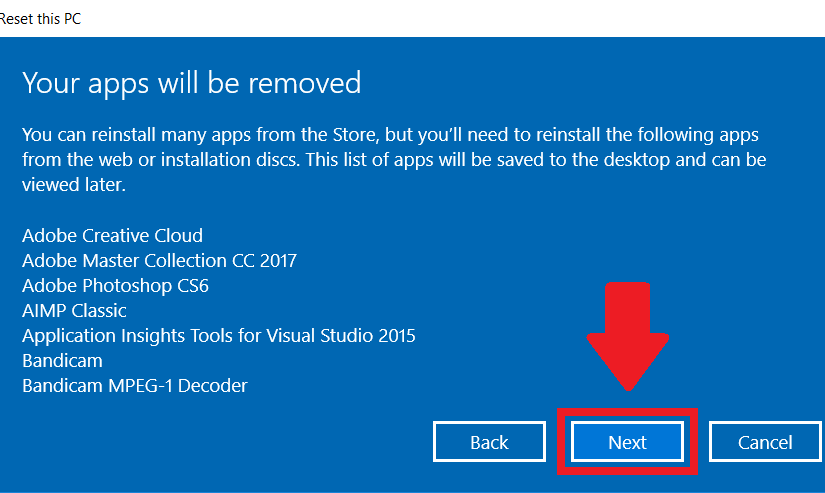 Reset this PC
Your apps will be removed
You can reinstall many apps from the Store, but you’ll need to reinstall the following apps
from the web or installation discs. This list of apps will be saved to the desktop and can be
viewed later.
Adobe Creative Cloud
Adobe Master Collection CC 2017
Adobe Photoshop CS6
AIMP Classic
Application Insights Tools for Visual Studio 2015
Bandicam
Bandicam MPEG-1 Decoder
Back Next Cancel